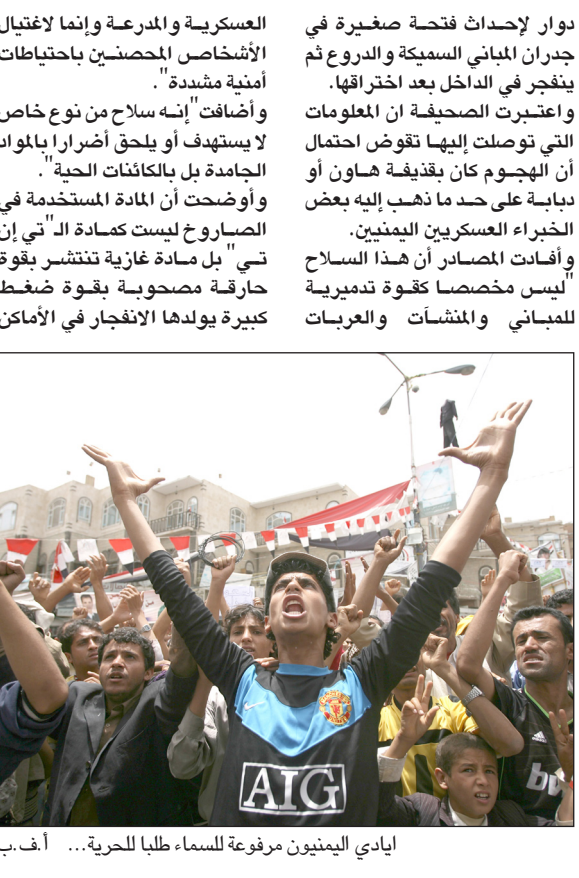 دوار لإحداث فتحة صغيرة في
جدران المباني السميكة والدروع ثم
ينفجر في الداخل بعد اختراقها.
واعتبرت الصحيفة ان المعلومات
التي توصلت إليها تقوض احتمال
أن الهجوم كان بقذيفة هاون أو
دبابة على حد ما ذهب إليه بعض
الخبراء العسكريين اليمنيين.
وأفادت المصادر أن هذا السلاح
"ليس مخصصا كقوة تدميرية
للمباني والمنشآت والعربات
العسكرية والمدرعة وإنما لاغتيال
الأشخاص المحصنين باحتياطات
أمنية مشددة".
وأضافت"إنه سلاح من نوع خاص
لا يستهدف أو يلحق أضرارا بالمواد
الجامدة بل بالكائنات الحية".
وأوضحت أن المادة المستخدمة في
الصاروخ ليست كمادة الـ"تي إن
تي" بل مادة غازية تنتشر بقوة
حارقة مصحوبة بقوة ضغط
كبيرة يولدها الانفجار في الأماكن
AIG
ايادي اليمنيون مرفوعة للسماء طلبا للحرية... أ.ف.ب